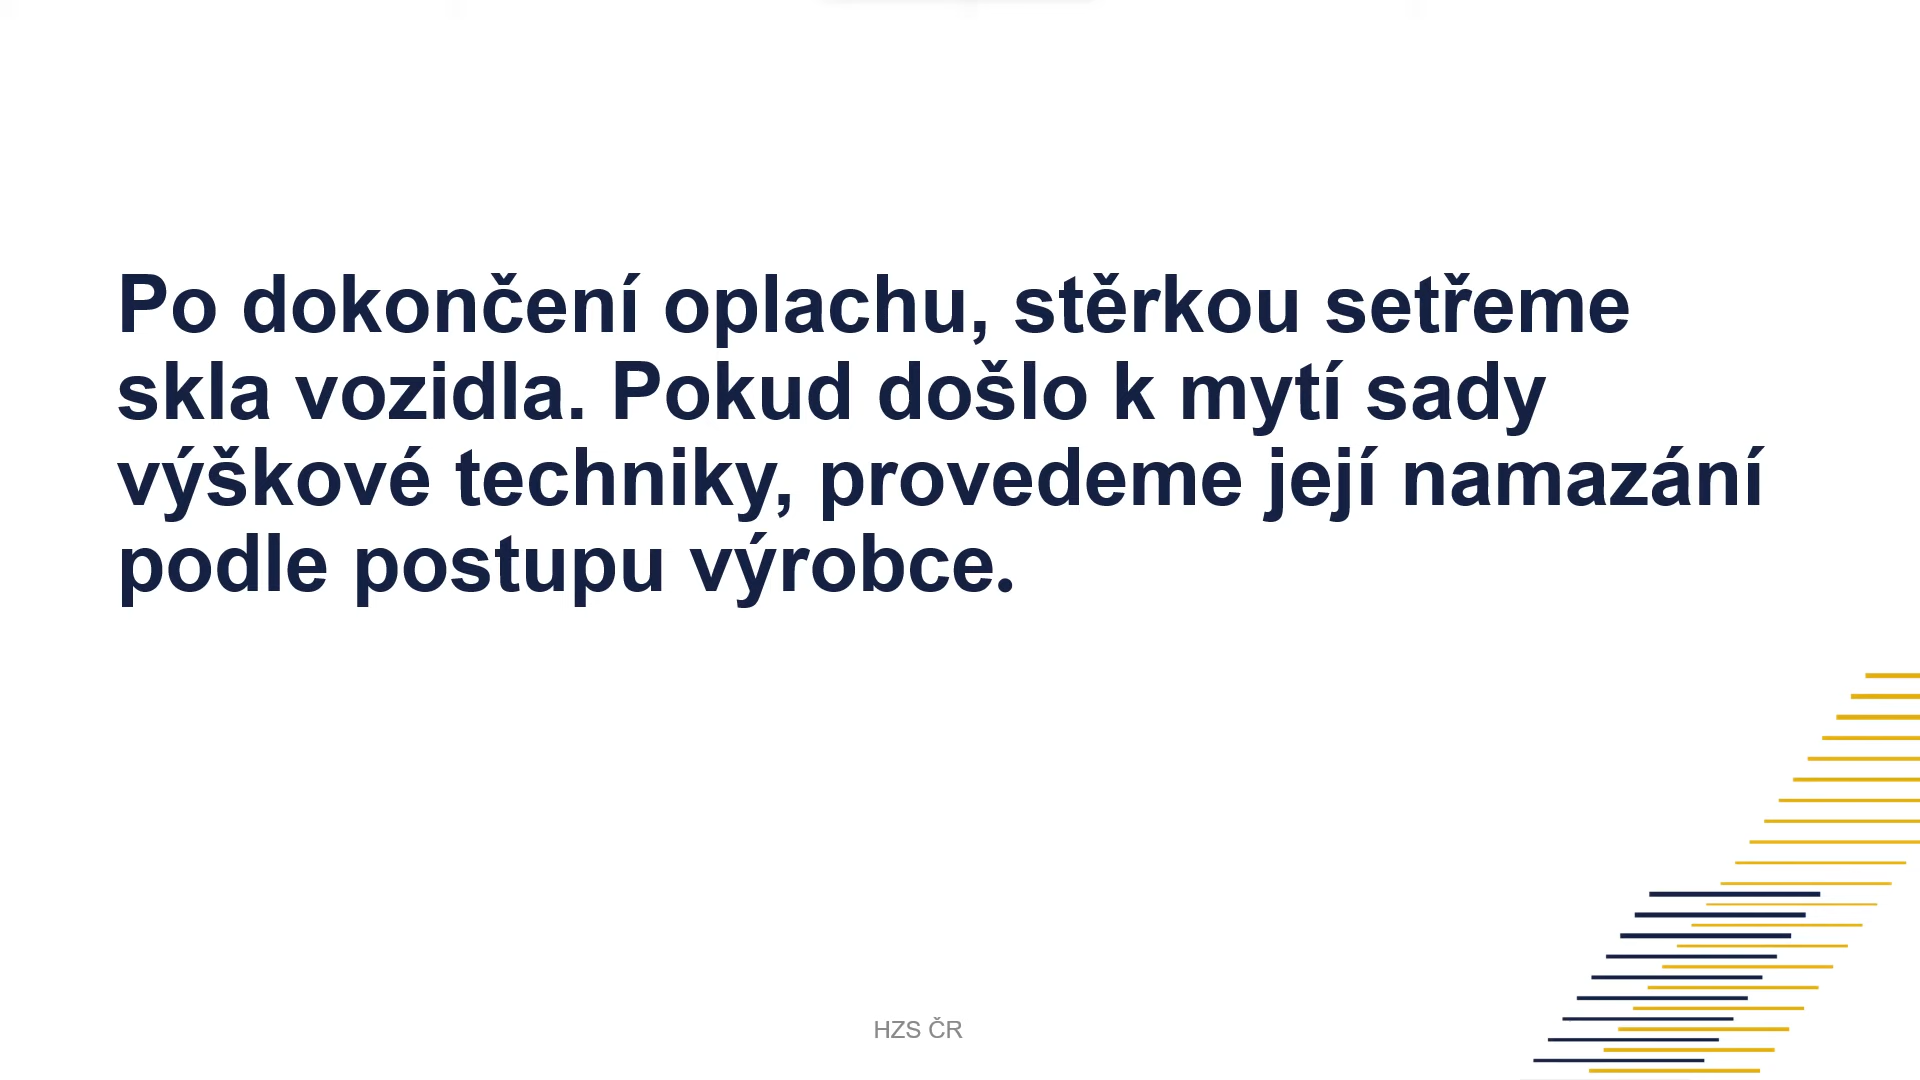 Po dokončení oplachu, stěrkou setřeme
skla vozidla. Pokud došlo k mytí sady
výškové techniky, provedeme její namazání
podle postupu výrobce.
HZS ČR